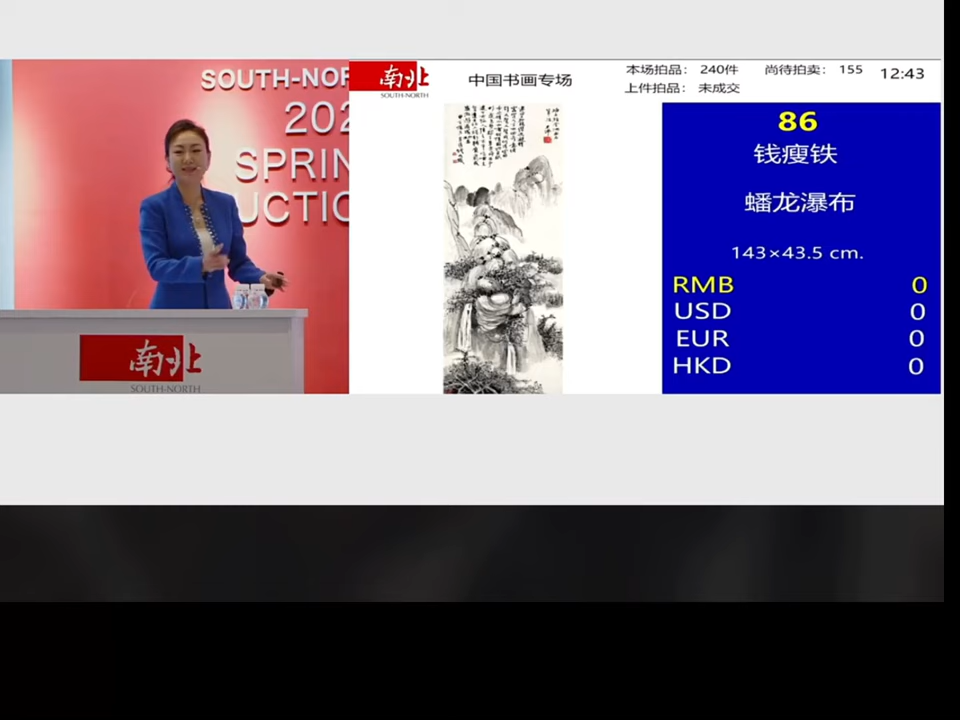 SOUTH-NOR
202
SPRIN
UCTIO
南北
SOUTH-NORTH
南北
SOUTH-NORTH
中国书画专场
本场拍品： 240件 尚待拍卖： 155 12:43
上件拍品： 未成交
86
钱瘦铁
蟠龙瀑布
143×43.5 cm.
RMB 0
USD 0
EUR 0
HKD 0